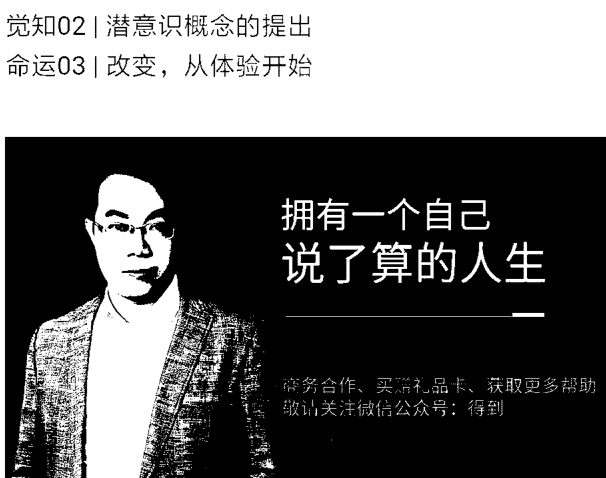 觉知02 | 潜意识概念的提出
命运03 | 改变，从体验开始
拥有一个自己
说了算的人生
商务合作、买赠礼品卡、获取更多帮助
敬请关注微信公众号：得到